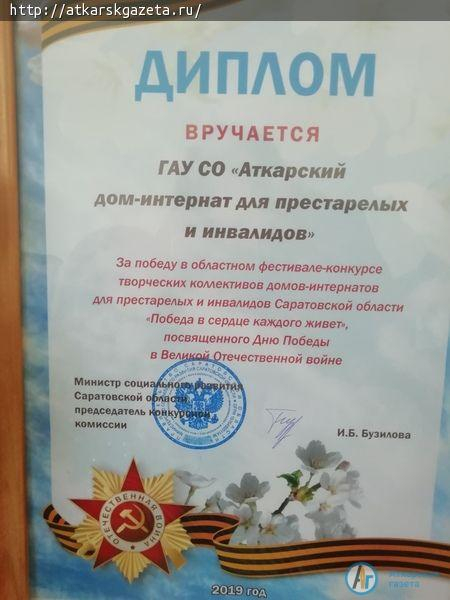 http://atkarskgazeta.ru/
ДИПЛОМ
ВРУЧАЕТСЯ
ГАУ СО «Аткарский
дом-интернат для престарелых
и инвалидов»
За победу в областном фестивале-конкурсе
творческих коллективов домов-интернатов
для престарелых и инвалидов Саратовской области
«Победа в сердце каждого живет»,
посвященного Дню Победы
в Великой Отечественной войне
Министр социального развития
Саратовской области,
председатель конкурсной
комиссии
И.Б. Бузилова
ОТЕЧЕСТВЕННАЯ ВОЙНА
2019 год
Аг
газета